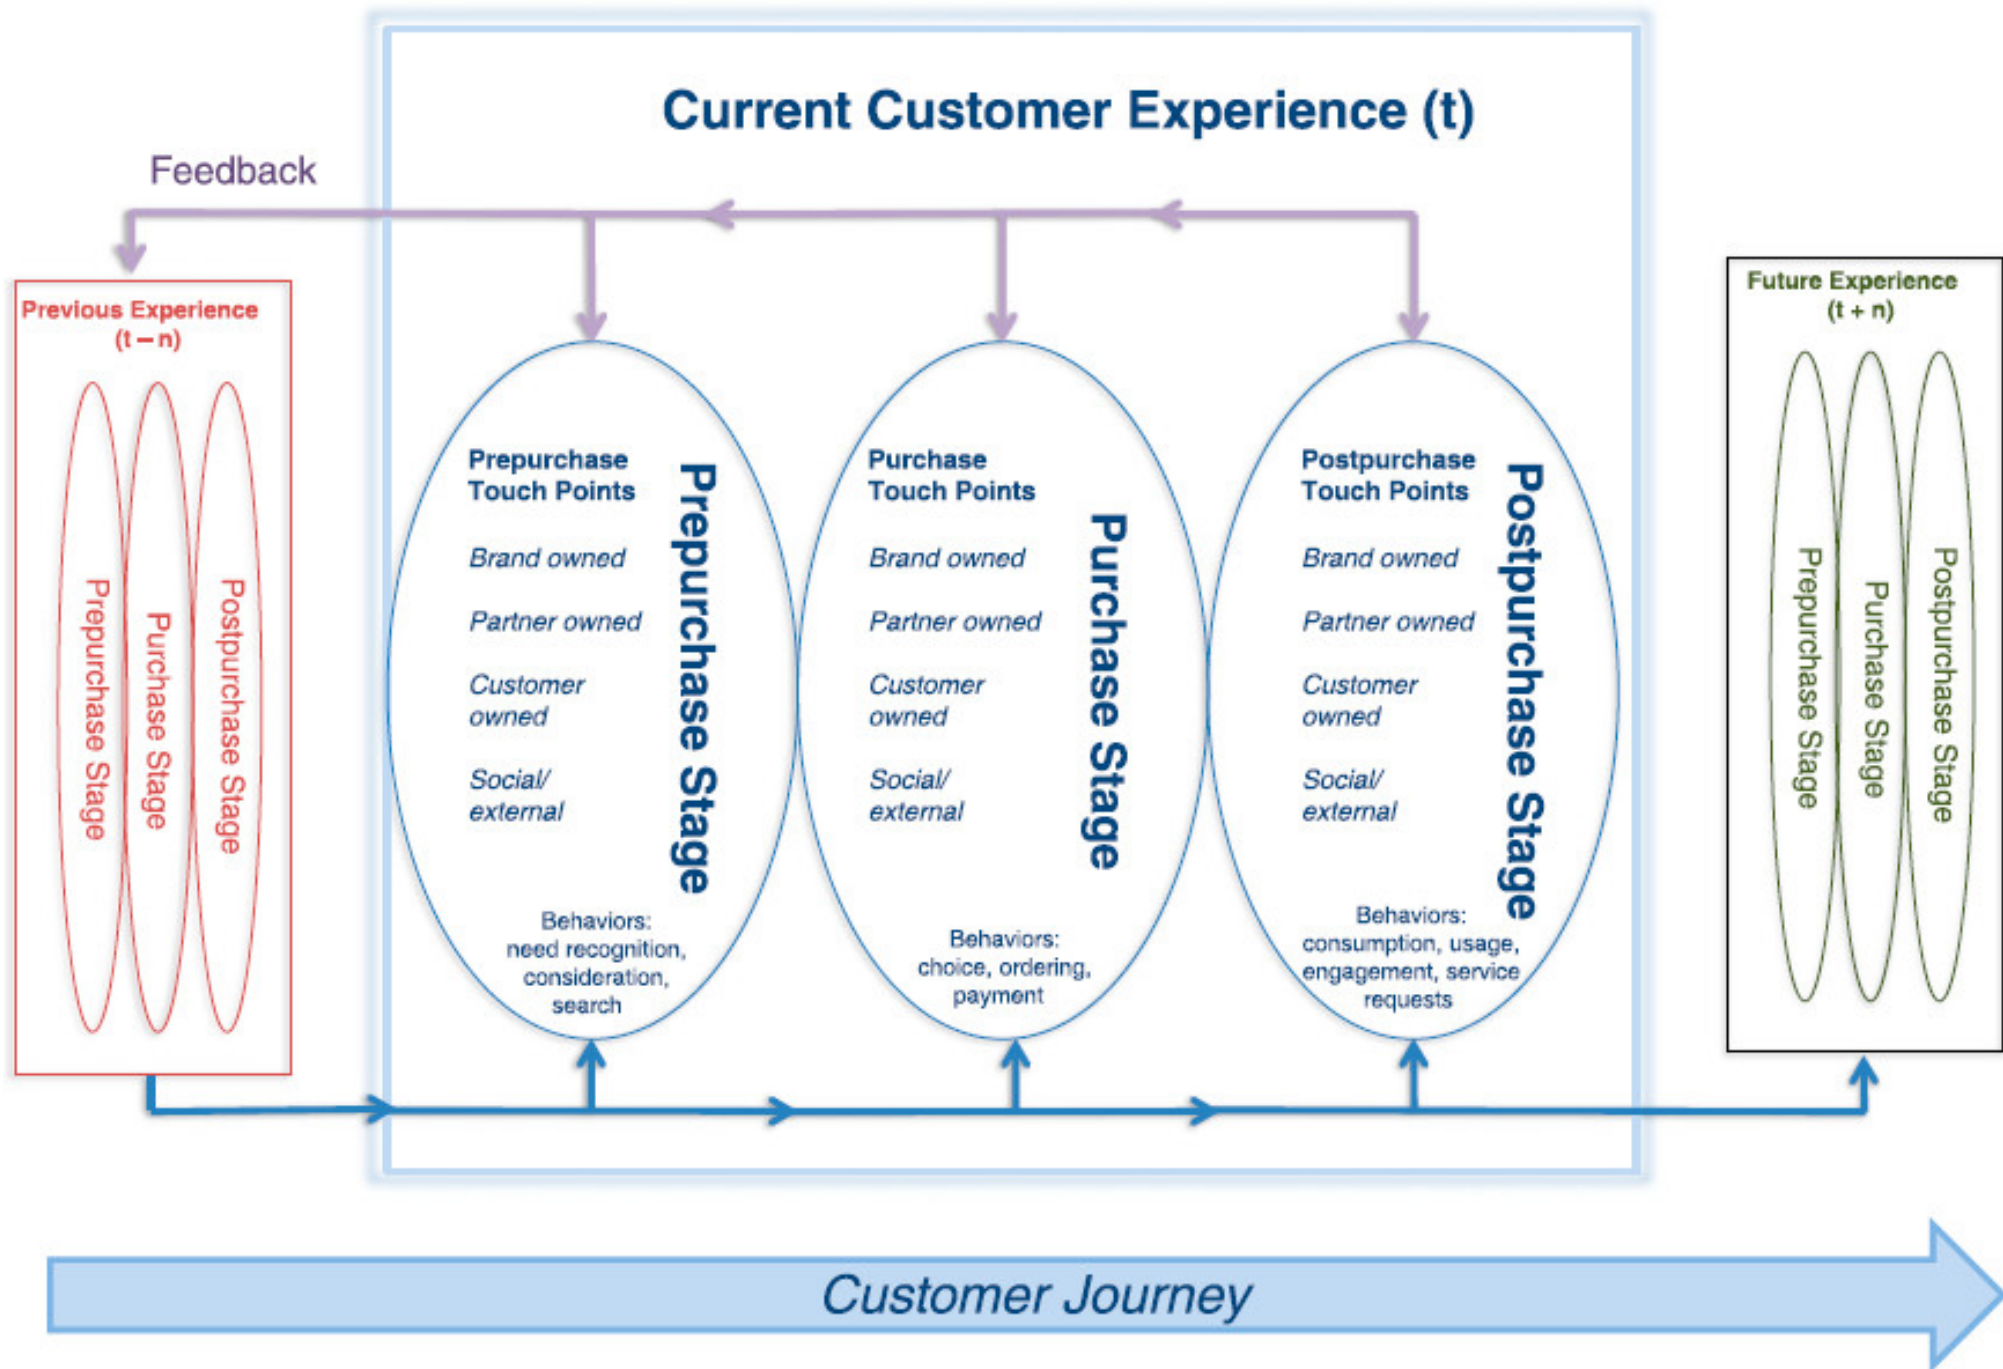 Current Customer Experience (t)
Feedback
Previous Experience
(t – n)
Prepurchase Stage
Purchase Stage
Postpurchase Stage
Prepurchase
Touch Points
Brand owned
Partner owned
Customer
owned
Social/
external
Prepurchase Stage
Behaviors:
need recognition,
consideration,
search
Purchase
Touch Points
Brand owned
Partner owned
Customer
owned
Social/
external
Purchase Stage
Behaviors:
choice, ordering,
payment
Postpurchase
Touch Points
Brand owned
Partner owned
Customer
owned
Social/
external
Postpurchase Stage
Behaviors:
consumption, usage,
engagement, service
requests
Future Experience
(t + n)
Prepurchase Stage
Purchase Stage
Postpurchase Stage
Customer Journey